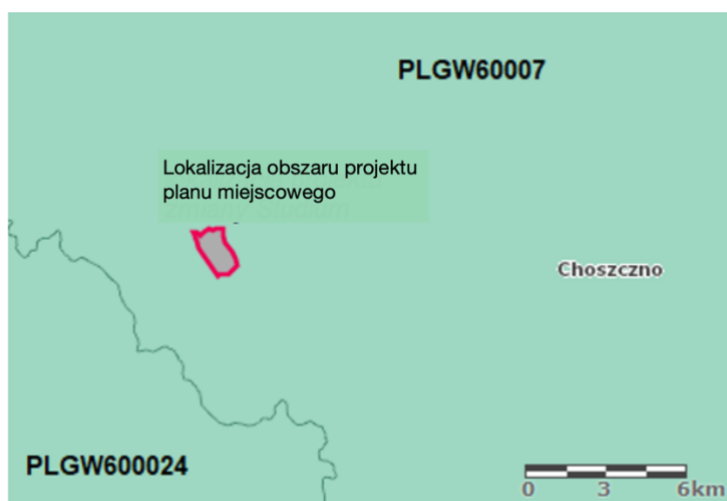 PLGW60007
Lokalizacja obszaru projektu
planu miejscowego
Choszczno
PLGW600024
0 3 6km